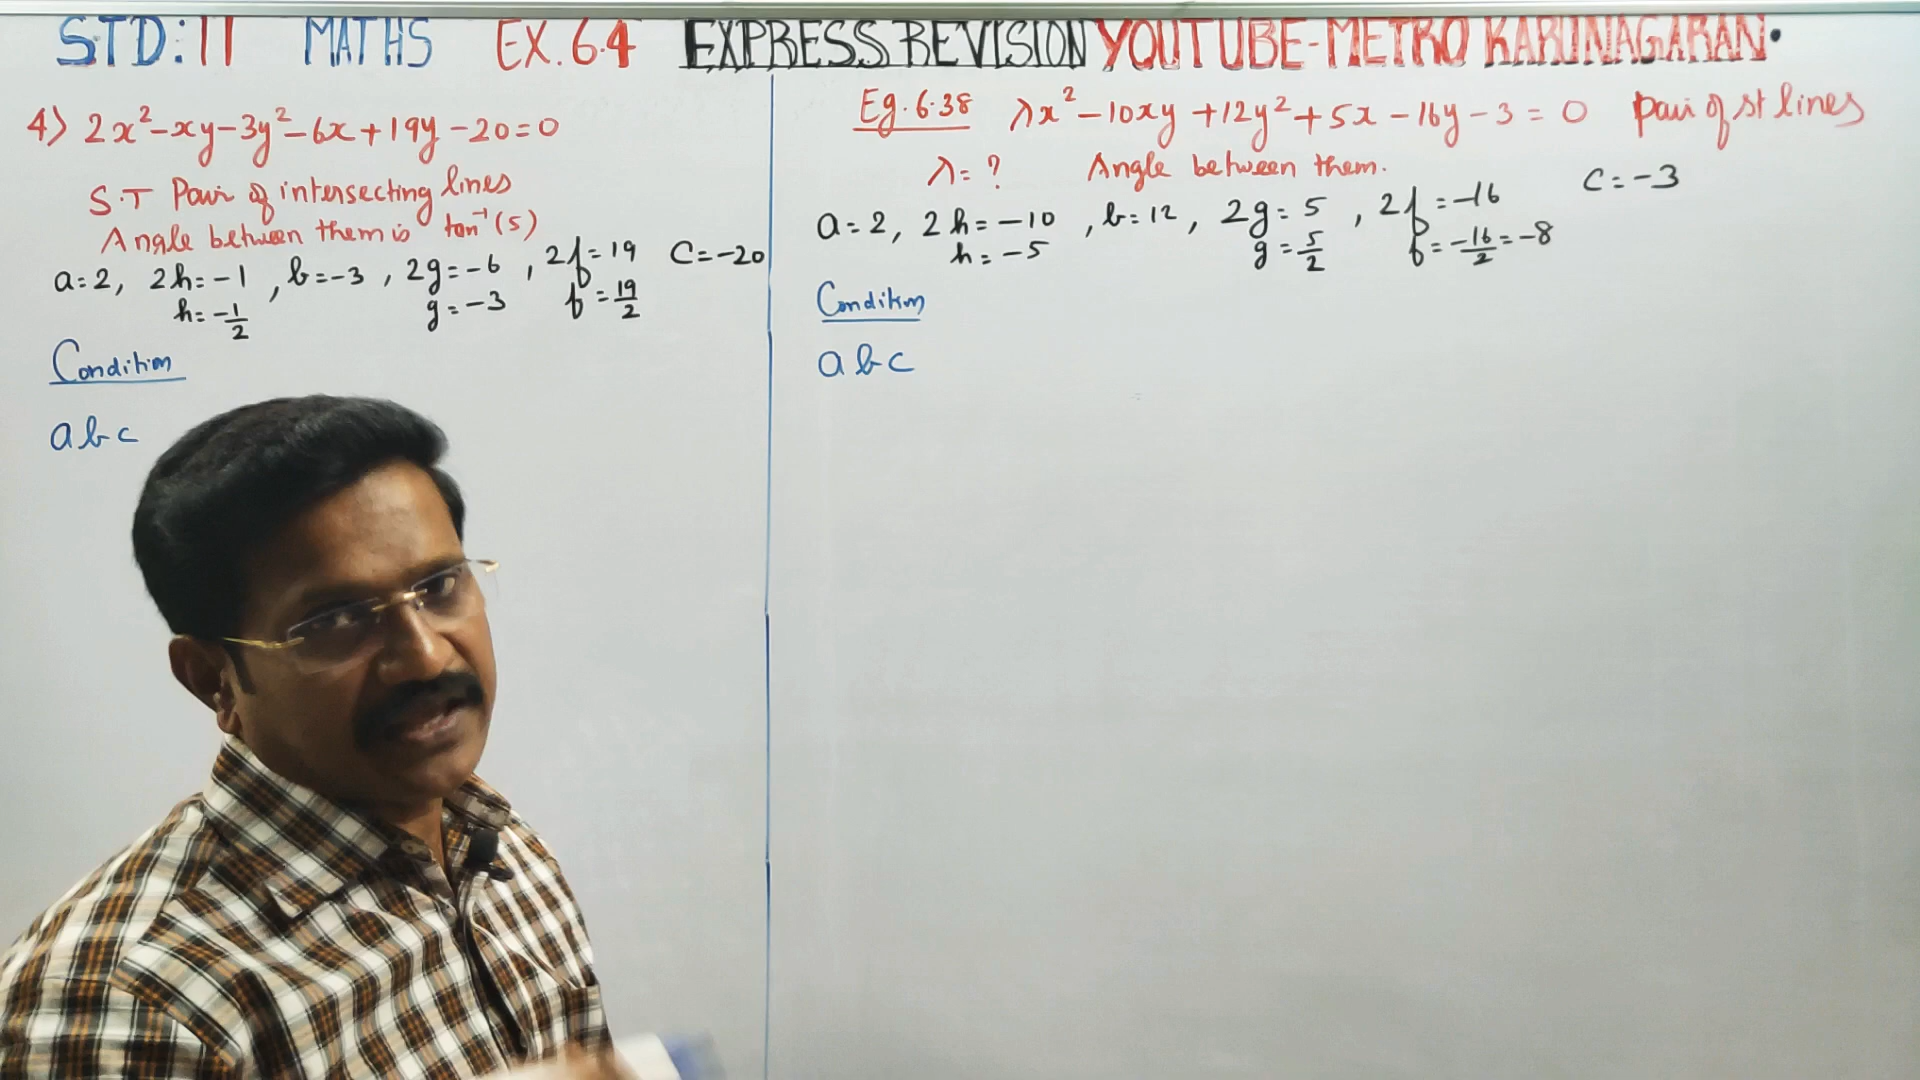 STD: 11 MATHS EX. 6.4 EXPRESS REVISION YOUTUBE-METRO KARUNAGARAN.
4) 2x²-xy-3y²-6x+19y-20=0
S.T Pair of intersecting lines
Angle between them is tan⁻¹(5)
a=2, 2h=-1, b=-3, 2g=-6, 2f=19 C=-20
h=-1/2 g=-3 f=19/2
Condition
abc
Eg. 6.38 λx²-10xy+12y²+5x-16y-3=0 Pair of st lines
λ=? Angle between them.
a=2, 2h=-10, b=12, 2g=5, 2f=-16 C=-3
h=-5 g=5/2 f=-16/2=-8
Condition
abc